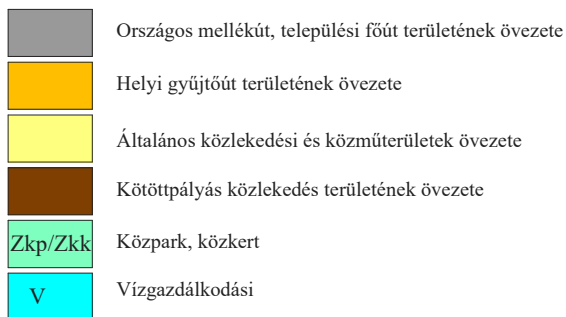 Országos mellékút, települési főút területének övezete
Helyi gyűjtőút területének övezete
Általános közlekedési és közműterületek övezete
Kötöttpályás közlekedés területének övezete
Zkp/Zkk Közpark, közkert
V Vízgazdálkodási